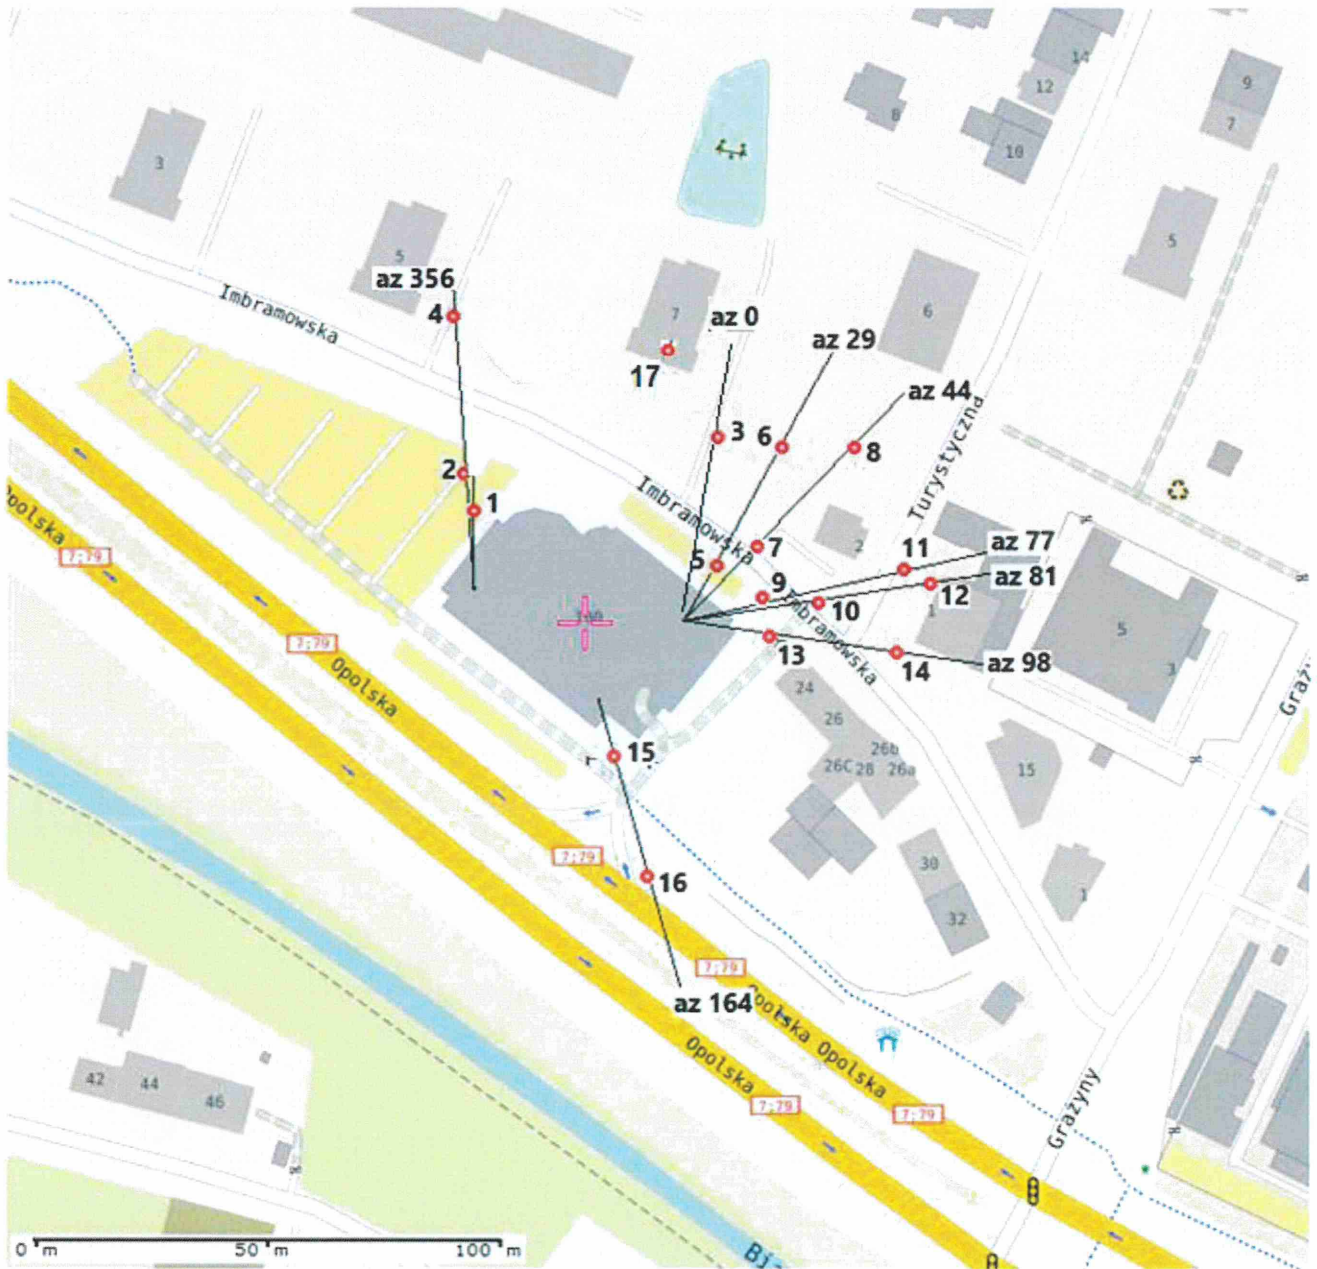 14
12
9
8
7
10
3
5
5
az 356
Imbramowska
4
7
az 0
6
az 29
17
az 44
3
6
8
Turystyczna
2
1
Imbramowska
Opolska
7;79
7
2
5
11
az 77
az 81
9
10
12
1
Imbramowska
5
13
14
az 98
3
7;79
Opolska
24
26
26b
26C
28
26a
15
15
7;79
30
16
1
32
7;79
az 164
Opolska
Opolska
Opolska
42
44
46
7;79
7;79
Grażyny
0 m
50 m
100 m